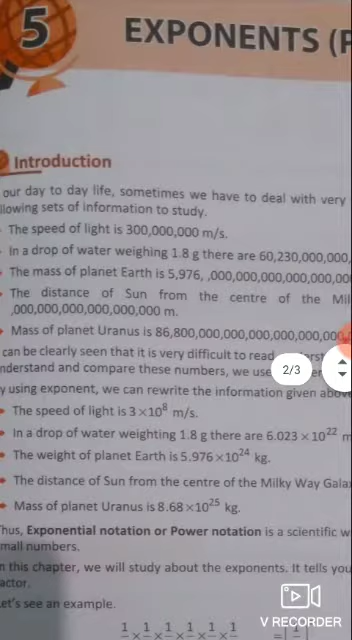 5
EXPONENTS (P
Introduction
our day to day life, sometimes we have to deal with very
llowing sets of information to study.
The speed of light is 300,000,000 m/s.
In a drop of water weighing 1.8 g there are 60,230,000,000,
The mass of planet Earth is 5,976, ,000,000,000,000,000,00
The distance of Sun from the centre of the Mil
,000,000,000,000,000,000 m.
Mass of planet Uranus is 86,800,000,000,000,000,000,000,
can be clearly seen that it is very difficult to read
nderstand and compare these numbers, we use
2/3
y using exponent, we can rewrite the information given above
The speed of light is 3 ×10⁸ m/s.
In a drop of water weighting 1.8 g there are 6.023 × 10²² m
The weight of planet Earth is 5.976 ×10²⁴ kg.
The distance of Sun from the centre of the Milky Way Gala
Mass of planet Uranus is 8.68×10²⁵ kg.
hus, Exponential notation or Power notation is a scientific w
mall numbers.
n this chapter, we will study about the exponents. It tells you
actor.
et's see an example.
1 × 1 × 1 × 1 × 1 × 1 = 1
V RECORDER